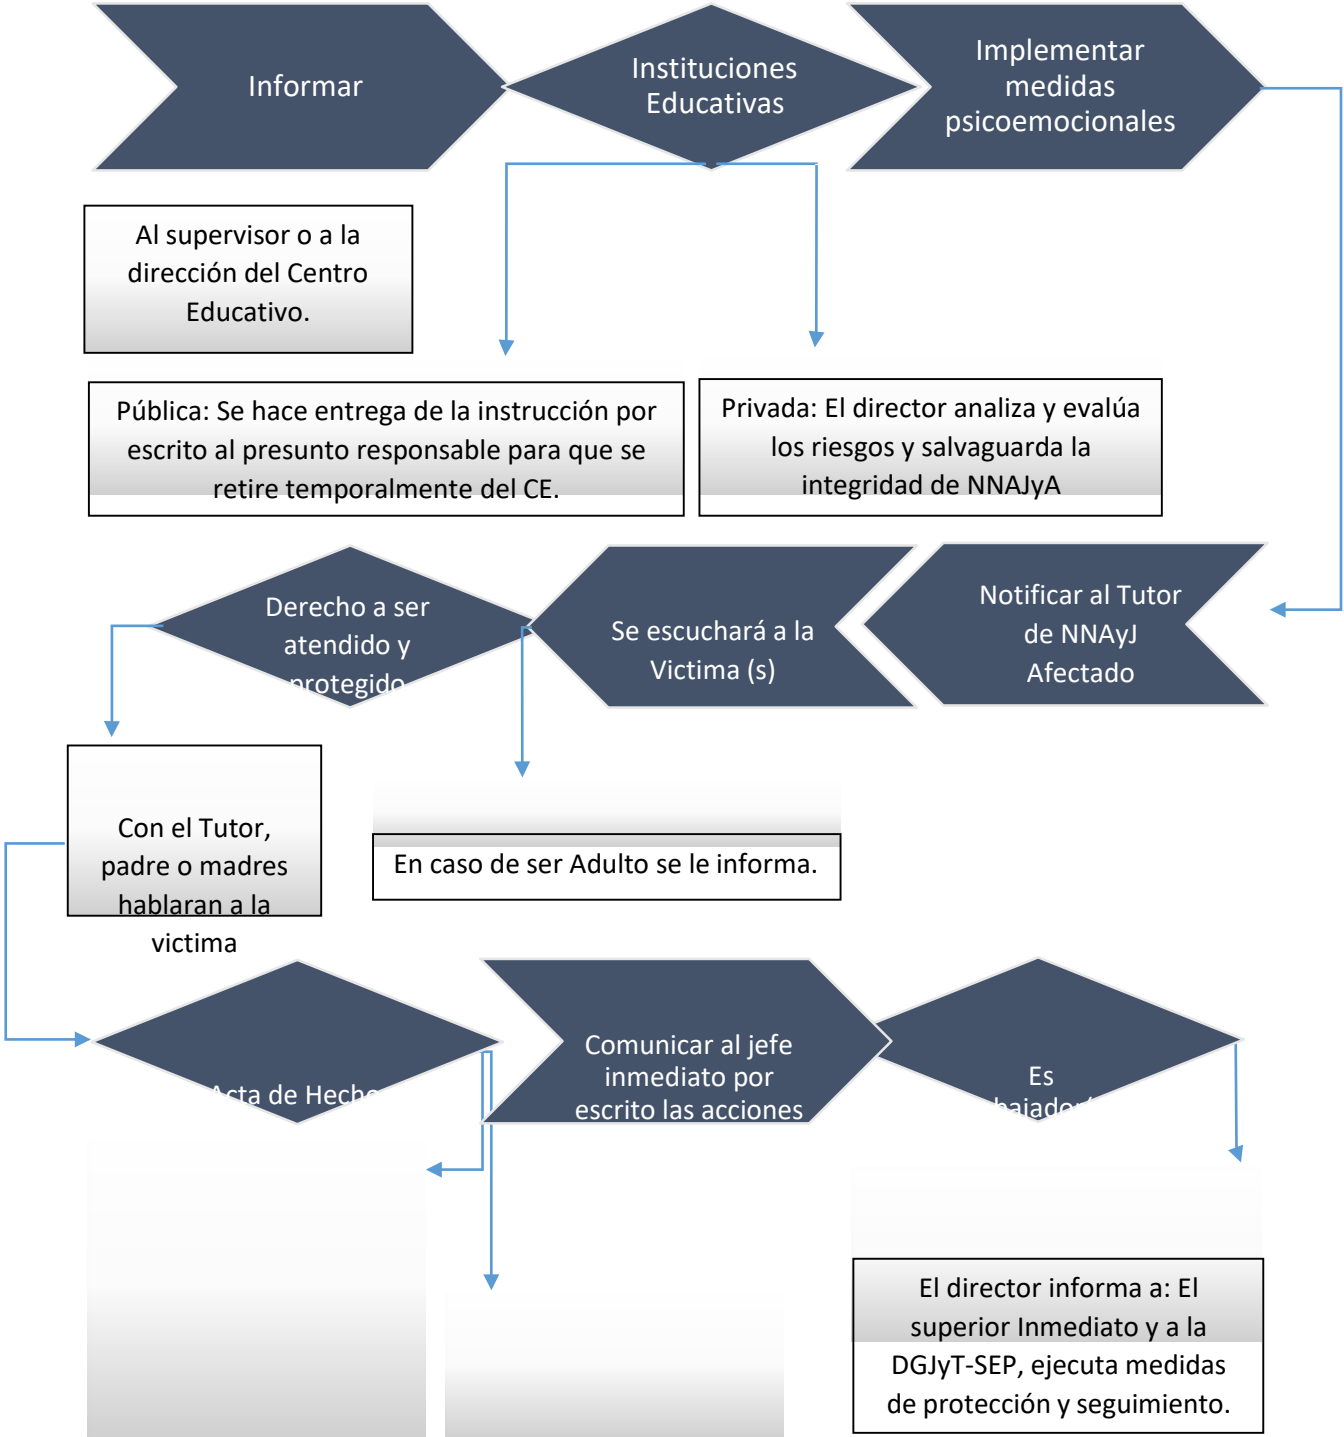 Informar
Instituciones
Educativas
Implementar
medidas
psicoemocionales
Al supervisor o a la
dirección del Centro
Educativo.
Pública: Se hace entrega de la instrucción por
escrito al presunto responsable para que se
retire temporalmente del CE.
Privada: El director analiza y evalúa
los riesgos y salvaguarda la
integridad de NNAJyA
Derecho a ser
atendido y
protegido
Se escuchará a la
Victima (s)
Notificar al Tutor
de NNAyJ
Afectado
Con el Tutor,
padre o madres
hablaran a la
victima
En caso de ser Adulto se le informa.
Acta de Hecho
Comunicar al jefe
inmediato por
escrito las acciones
Es
El director informa a: El
superior Inmediato y a la
DGJyT-SEP, ejecuta medidas
de protección y seguimiento.